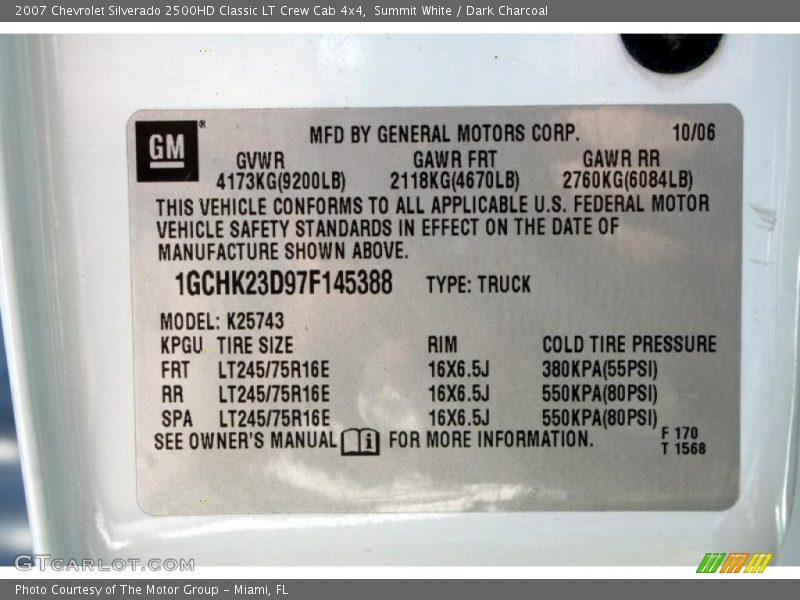 2007 Chevrolet Silverado 2500HD Classic LT Crew Cab 4x4,  Summit White / Dark Charcoal
GM®
MFD BY GENERAL MOTORS CORP. 10/06
GVWR GAWR FRT GAWR RR
4173KG(9200LB) 2118KG(4670LB) 2760KG(6084LB)
THIS VEHICLE CONFORMS TO ALL APPLICABLE U.S. FEDERAL MOTOR
VEHICLE SAFETY STANDARDS IN EFFECT ON THE DATE OF
MANUFACTURE SHOWN ABOVE.
1GCHK23D97F145388 TYPE: TRUCK
MODEL: K25743
KPGU TIRE SIZE RIM COLD TIRE PRESSURE
FRT LT245/75R16E 16X6.5J 380KPA(55PSI)
RR LT245/75R16E 16X6.5J 550KPA(80PSI)
SPA LT245/75R16E 16X6.5J 550KPA(80PSI)
SEE OWNER'S MANUAL i FOR MORE INFORMATION.
F 170
T 1568
GTcarlot.com
Photo Courtesy of The Motor Group - Miami, FL